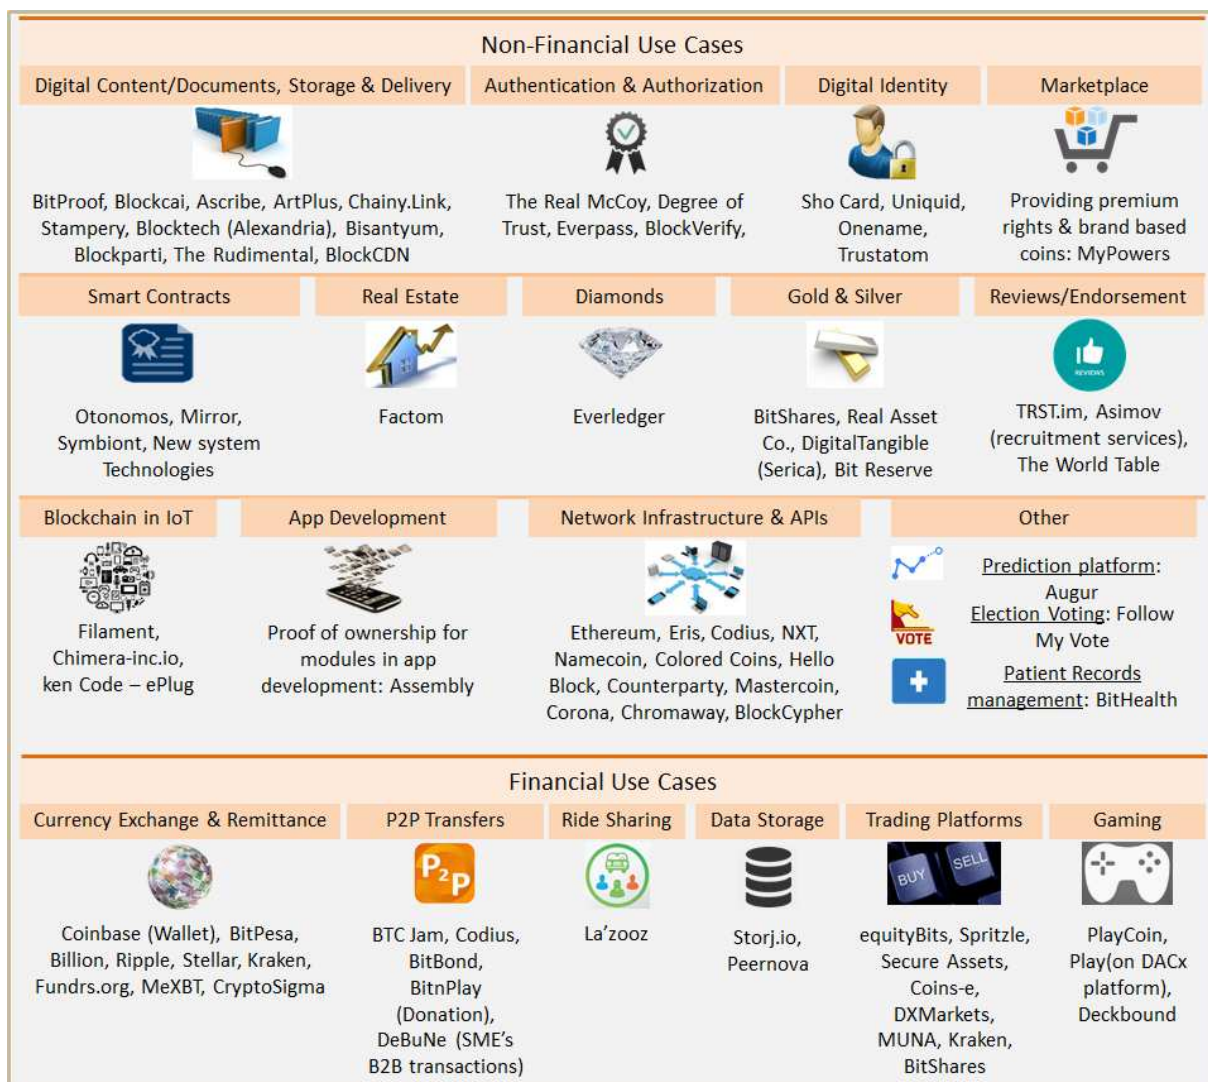 Non-Financial Use Cases
Digital Content/Documents, Storage & Delivery
BitProof, Blockcai, Ascribe, ArtPlus, Chainy.Link,
Stampery, Blocktech (Alexandria), Bisantyum,
Blockparti, The Rudimental, BlockCDN
Authentication & Authorization
The Real McCoy, Degree of
Trust, Everpass, BlockVerify,
Digital Identity
Sho Card, Uniquid,
Onename,
Trustatom
Marketplace
Providing premium
rights & brand based
coins: MyPowers
Smart Contracts
Otonomos, Mirror,
Symbiont, New system
Technologies
Real Estate
Factom
Diamonds
Everledger
Gold & Silver
BitShares, Real Asset
Co., DigitalTangible
(Serica), Bit Reserve
Reviews/Endorsement
REVIEWS
TRST.im, Asimov
(recruitment services),
The World Table
Blockchain in IoT
Filament,
Chimera-inc.io,
ken Code – ePlug
App Development
Proof of ownership for
modules in app
development: Assembly
Network Infrastructure & APIs
Ethereum, Eris, Codius, NXT,
Namecoin, Colored Coins, Hello
Block, Counterparty, Mastercoin,
Corona, Chromaway, BlockCypher
Other
Prediction platform:
Augur
VOTE
Election Voting: Follow
My Vote
Patient Records
management: BitHealth
Financial Use Cases
Currency Exchange & Remittance
Coinbase (Wallet), BitPesa,
Billion, Ripple, Stellar, Kraken,
Fundrs.org, MeXBT, CryptoSigma
P2P Transfers
P2P
BTC Jam, Codius,
BitBond,
BitnPlay
(Donation),
DeBuNe (SME's
B2B transactions)
Ride Sharing
La'zooz
Data Storage
Storj.io,
Peernova
Trading Platforms
BUY
SELL
equityBits, Spritzle,
Secure Assets,
Coins-e,
DXMarkets,
MUNA, Kraken,
BitShares
Gaming
PlayCoin,
Play(on DACx
platform),
Deckbound